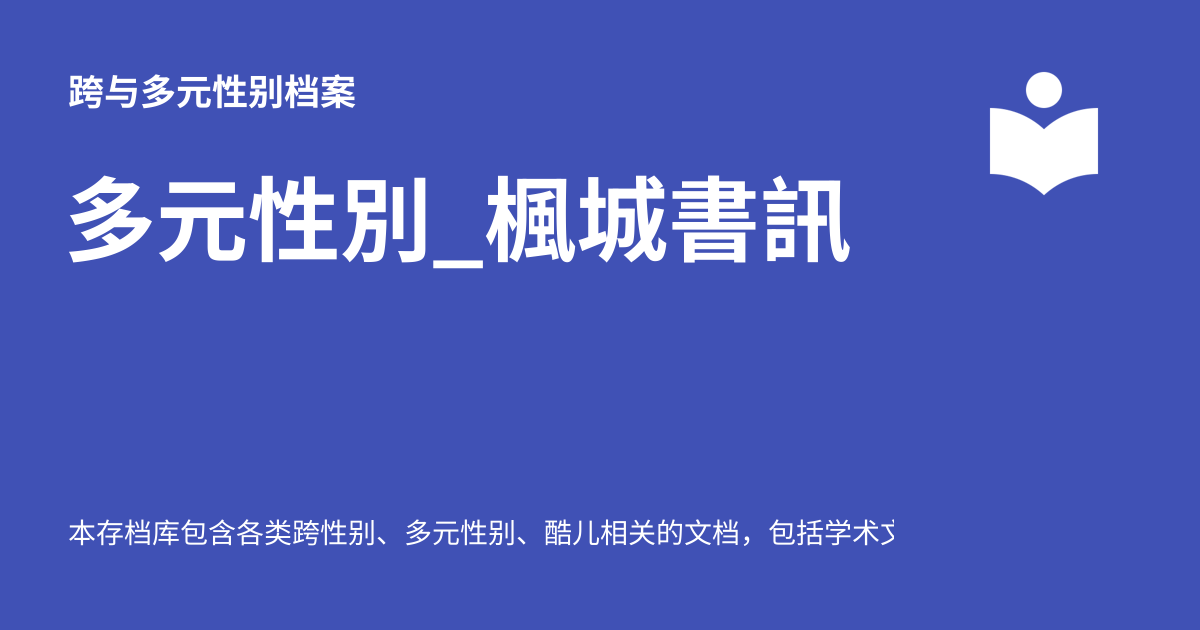 跨与多元性别档案
多元性別_楓城書訊
本存档库包含各类跨性别、多元性别、酷儿相关的文档，包括学术